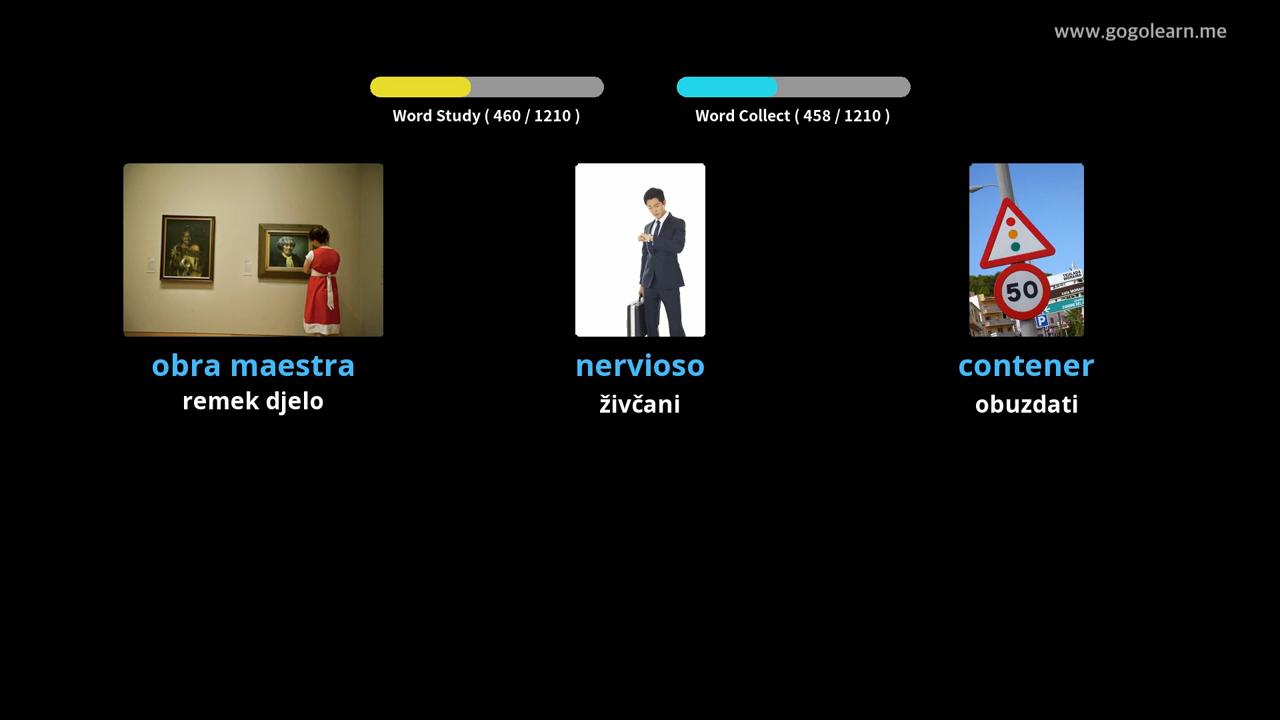 www.gogolearn.me
Word Study ( 460 / 1210 )
Word Collect ( 458 / 1210 )
50
P
obra maestra
nervioso
contener
remek djelo
živčani
obuzdati